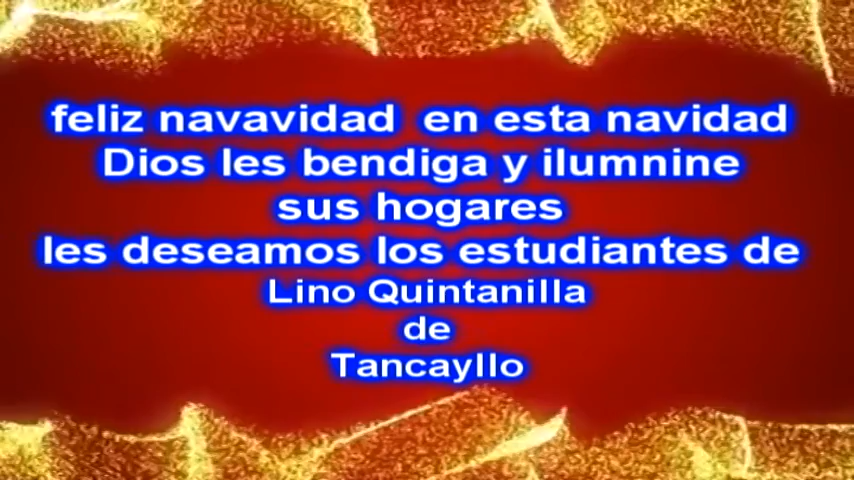 feliz navavidad en esta navidad
Dios les bendiga y ilumnine
sus hogares
les deseamos los estudiantes de
Lino Quintanilla
de
Tancayllo